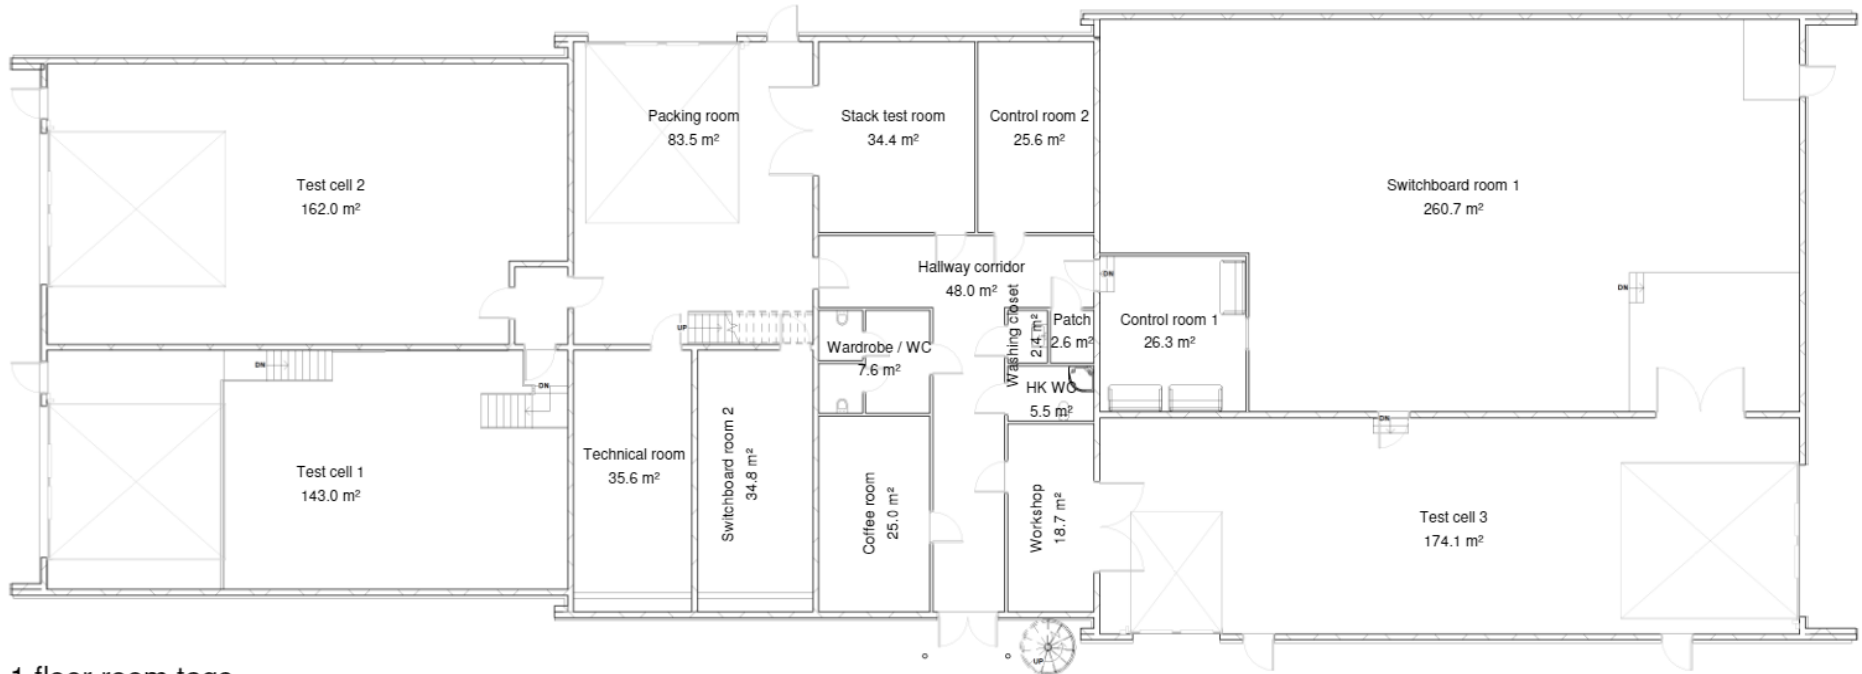 Test cell 2
162.0 m²
Packing room
83.5 m²
Stack test room
34.4 m²
Control room 2
25.6 m²
Switchboard room 1
260.7 m²
Hallway corridor
48.0 m²
DN
DN
UP
Wardrobe / WC
7.6 m²
Washing closet
2.4 m²
Patch
2.6 m²
Control room 1
26.3 m²
HK WC
5.5 m²
DN
DN
DN
Test cell 1
143.0 m²
Technical room
35.6 m²
Switchboard room 2
34.8 m²
Coffee room
25.0 m²
Workshop
18.7 m²
Test cell 3
174.1 m²
UP
1 floor room tags